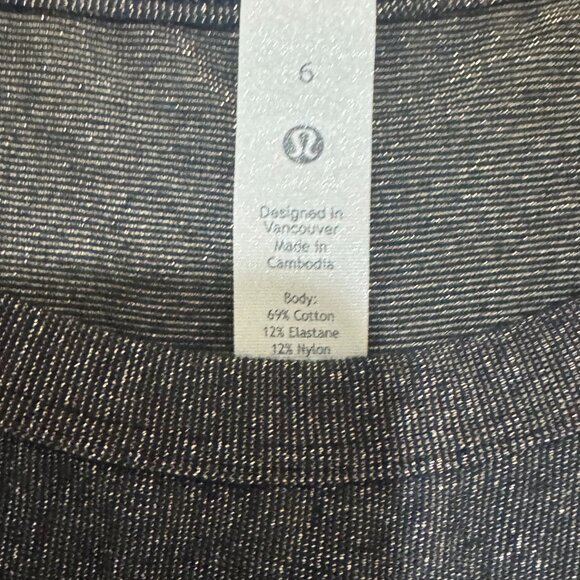 6
Designed in
Vancouver
Made in
Cambodia
Body:
69% Cotton
12% Elastane
12% Nylon